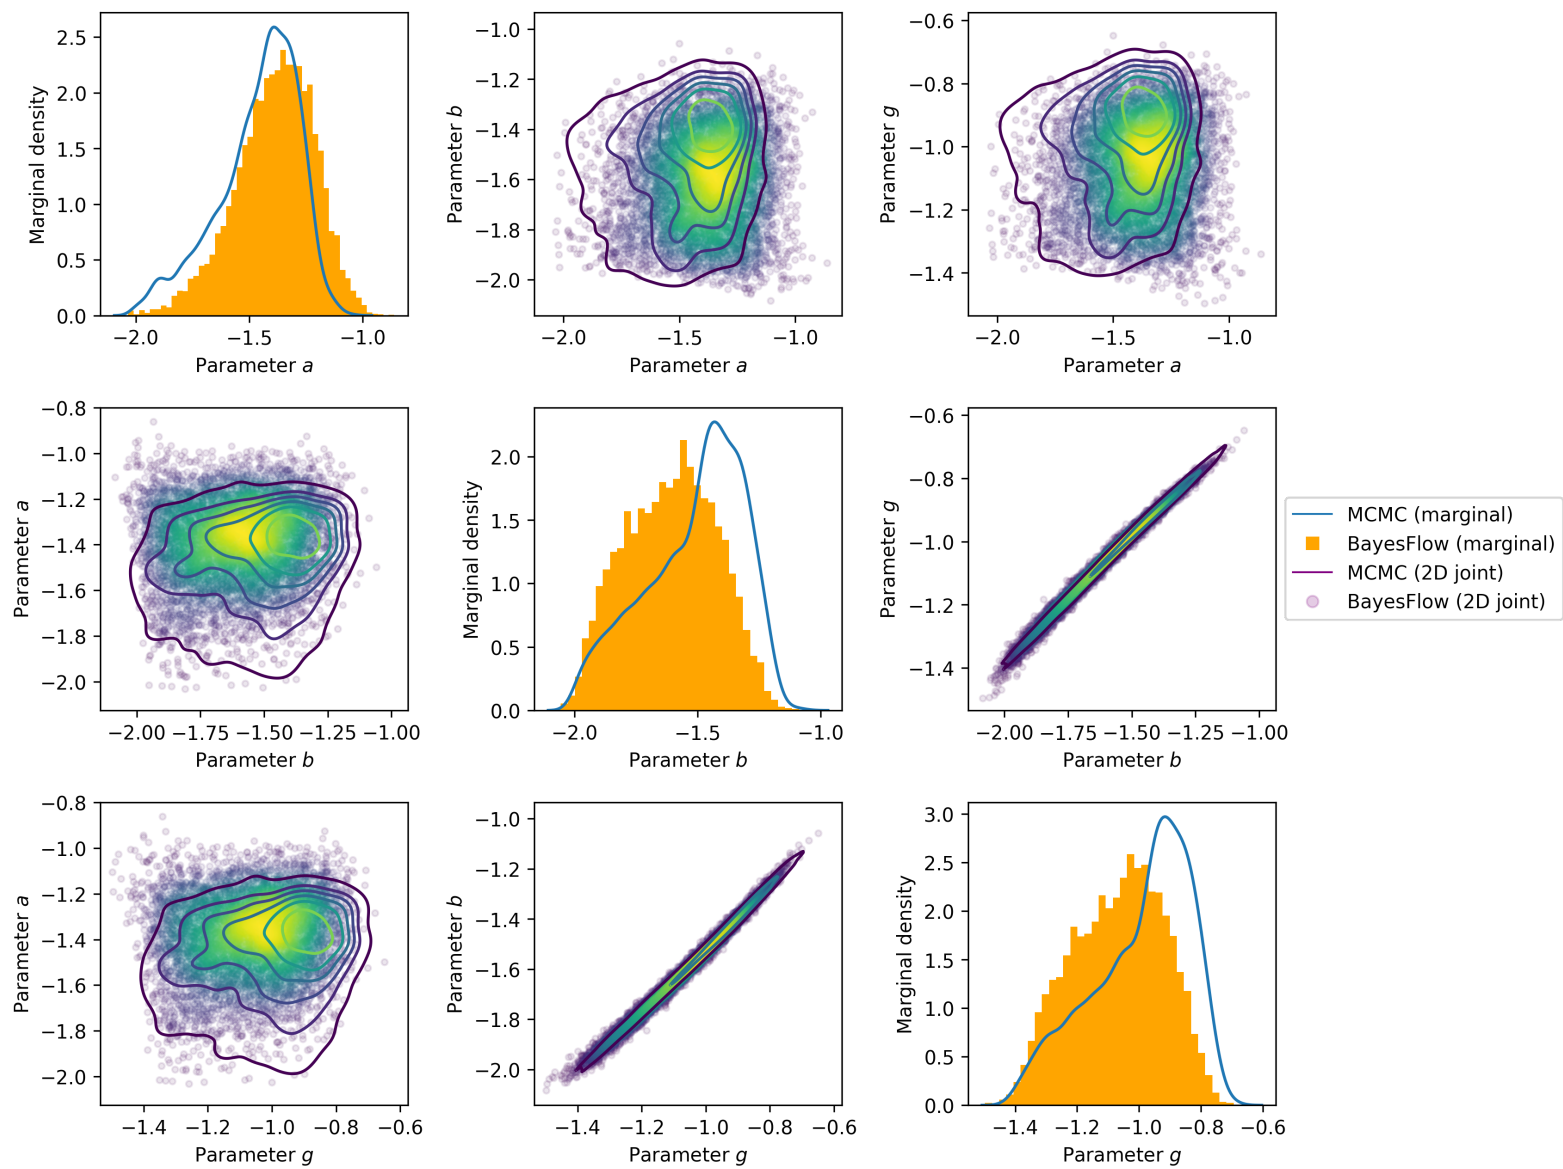 2.5
2.0
1.5
1.0
0.5
0.0
Marginal density
−2.0 −1.5 −1.0
Parameter a
−1.0
−1.2
−1.4
−1.6
−1.8
−2.0
Parameter b
−2.0 −1.5 −1.0
Parameter a
−0.6
−0.8
−1.0
−1.2
−1.4
Parameter g
−2.0 −1.5 −1.0
Parameter a
−0.8
−1.0
−1.2
−1.4
−1.6
−1.8
−2.0
Parameter a
−2.00 −1.75 −1.50 −1.25 −1.00
Parameter b
2.0
1.5
1.0
0.5
0.0
Marginal density
−2.0 −1.5 −1.0
Parameter b
−0.6
−0.8
−1.0
−1.2
−1.4
Parameter g
−2.00 −1.75 −1.50 −1.25 −1.00
Parameter b
MCMC (marginal)
BayesFlow (marginal)
MCMC (2D joint)
BayesFlow (2D joint)
−0.8
−1.0
−1.2
−1.4
−1.6
−1.8
−2.0
Parameter a
−1.4 −1.2 −1.0 −0.8 −0.6
Parameter g
−1.0
−1.2
−1.4
−1.6
−1.8
−2.0
Parameter b
−1.4 −1.2 −1.0 −0.8 −0.6
Parameter g
3.0
2.5
2.0
1.5
1.0
0.5
0.0
Marginal density
−1.4 −1.2 −1.0 −0.8 −0.6
Parameter g